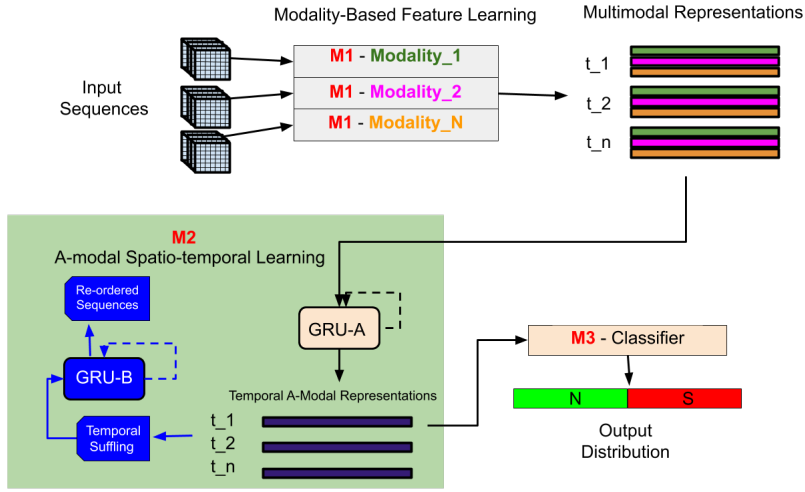 Modality-Based Feature Learning
Multimodal Representations
Input
Sequences
M1 - Modality_1
M1 - Modality_2
M1 - Modality_N
t_1
t_2
t_n
M2
A-modal Spatio-temporal Learning
Re-ordered
Sequences
GRU-B
Temporal
Suffling
GRU-A
Temporal A-Modal Representations
t_1
t_2
t_n
M3 - Classifier
N
S
Output
Distribution